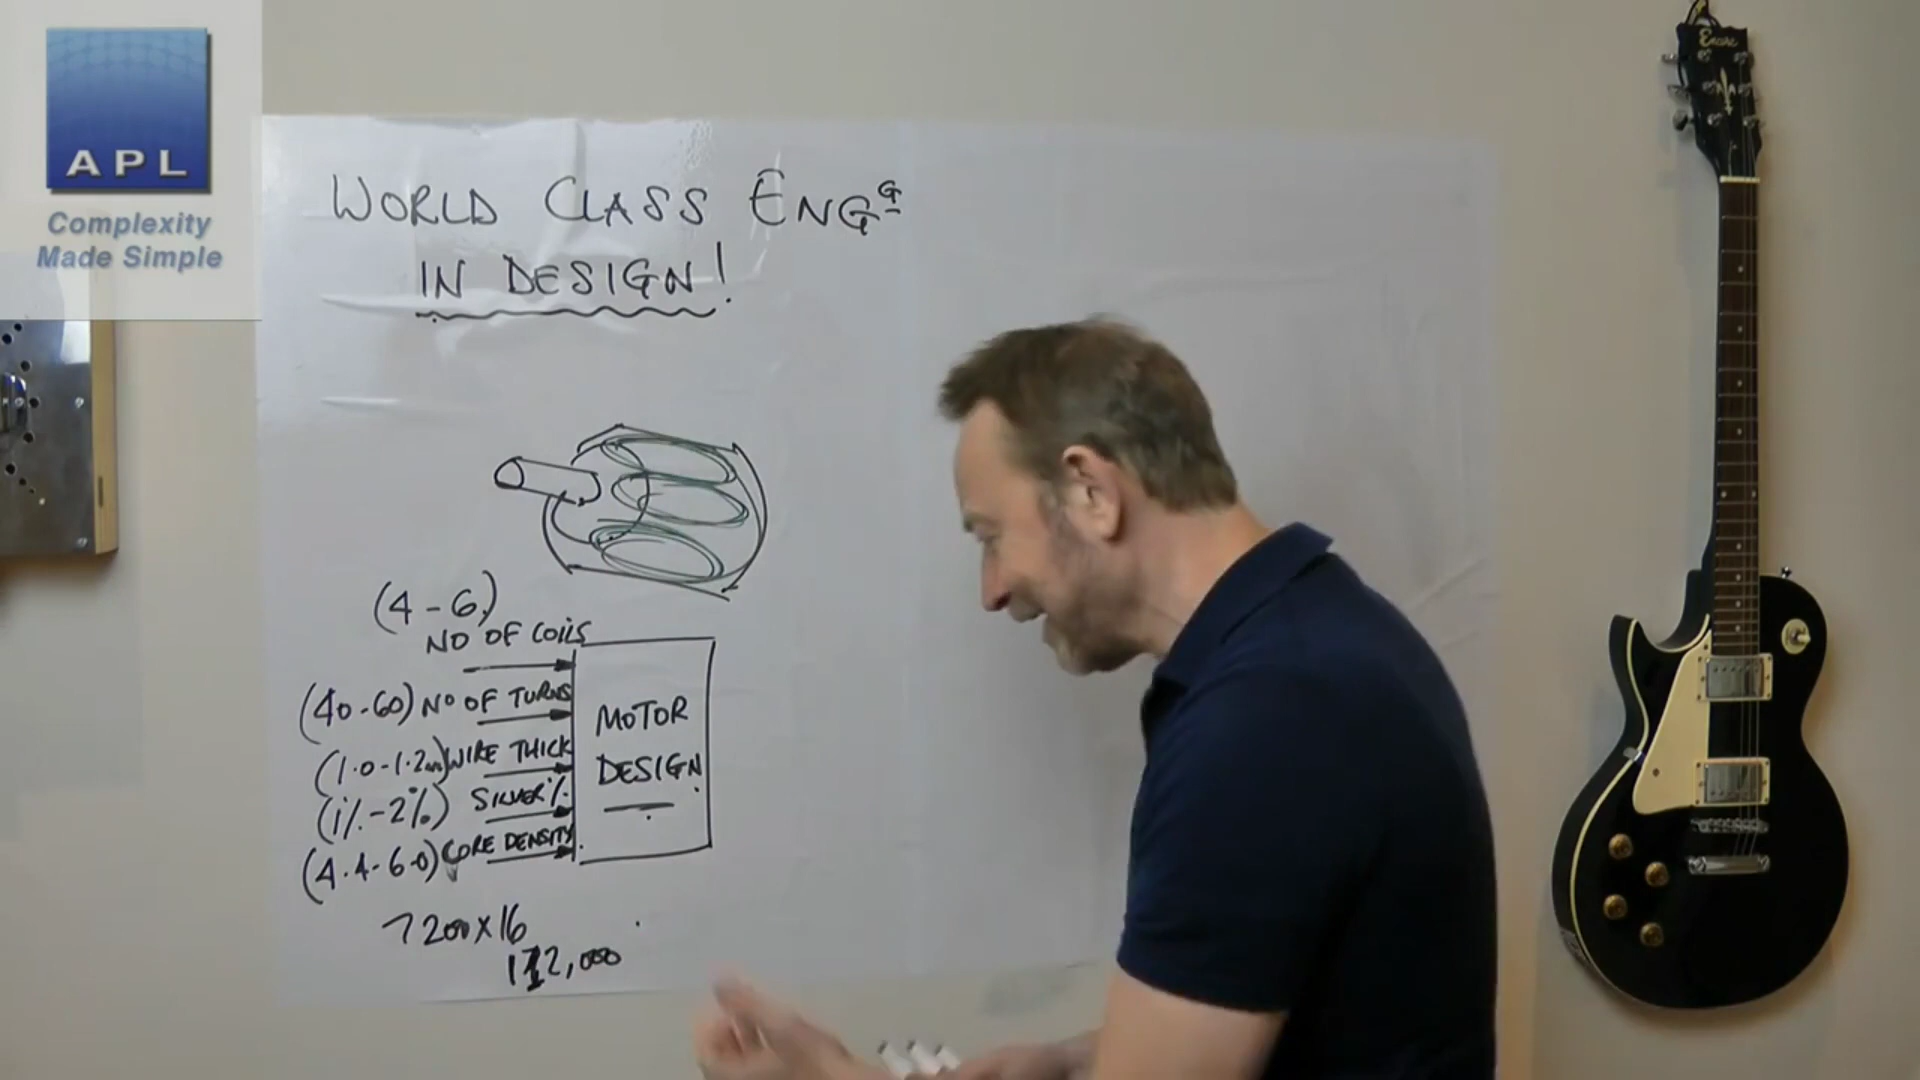 APL
Complexity
Made Simple
WORLD CLASS ENGG
IN DESIGN!
(4-6)
NO OF COILS
(40-60) NO OF TURNS
(1.0-1.2mm) WIRE THICK
(1%-2%) SILVER%
(4.4-6.0) CORE DENSITY
MOTOR
DESIGN
7200x16
112,000